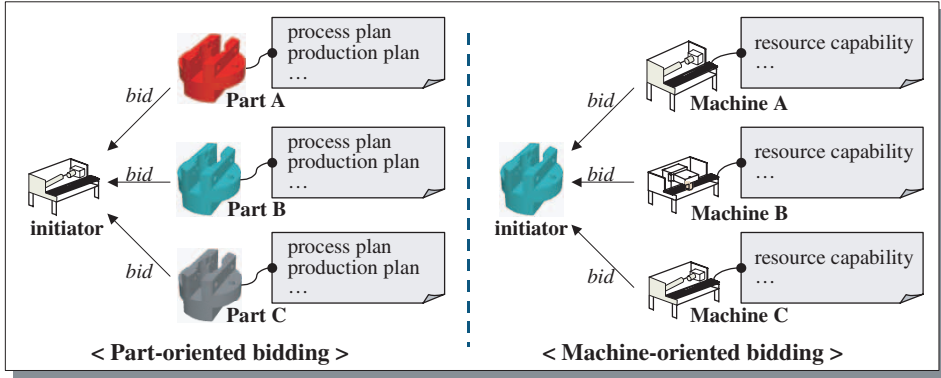 process plan
production plan
…
bid
Part A
process plan
production plan
…
bid
Part B
initiator
process plan
production plan
…
bid
Part C
< Part-oriented bidding >
resource capability
…
bid
Machine A
resource capability
…
bid
Machine B
initiator
resource capability
…
bid
Machine C
< Machine-oriented bidding >